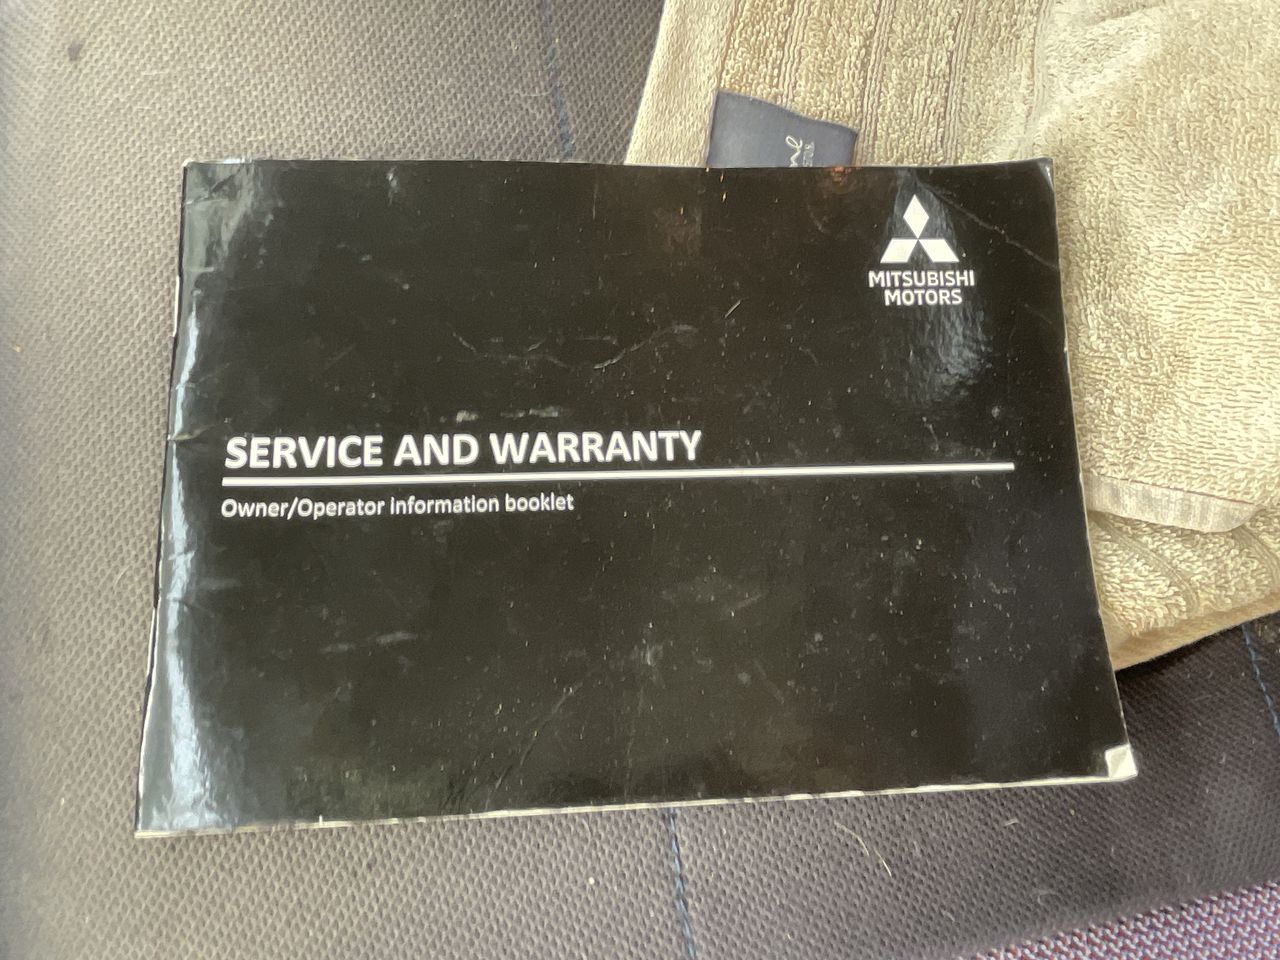 MITSUBISHI
MOTORS
SERVICE AND WARRANTY
Owner/Operator information booklet